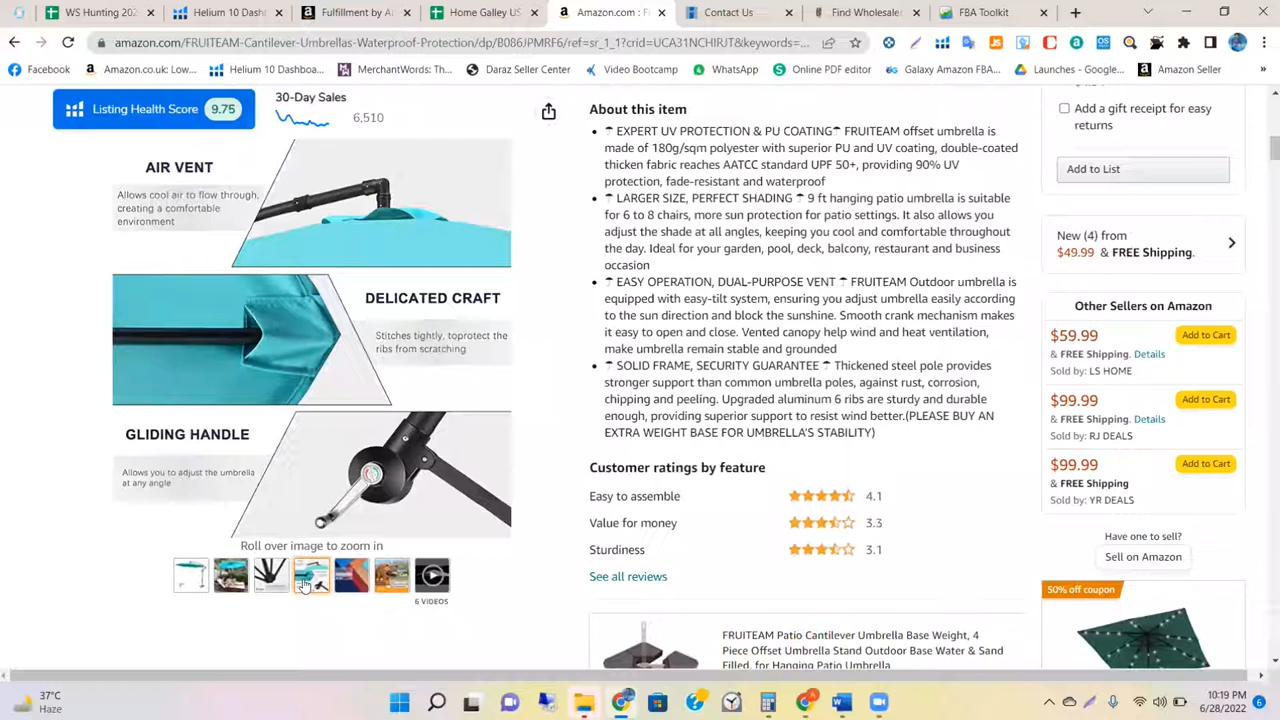 WS Hunting 202
Helium 10 Dash
Fulfillment by A
Home Galley US
Amazon.com : F
Contact Us
Find Wholesaler
FBA Toolkit
amazon.com/FRUITEAM-Cantilever-Umbrellas-Waterproof-Protection/dp/B086JPMRF6/ref=sr_1_1?crid=UCA31NCHIRJT&keywords=...
Facebook
Amazon.co.uk: Low...
Helium 10 Dashboa...
MerchantWords: Th...
Daraz Seller Center
Video Bootcamp
WhatsApp
Online PDF editor
Galaxy Amazon FBA...
Launches - Google...
Amazon Seller
Listing Health Score 9.75
30-Day Sales
6,510
AIR VENT
Allows cool air to flow through,
creating a comfortable
environment
DELICATED CRAFT
Stitches tightly, toprotect the
ribs from scratching
GLIDING HANDLE
Allows you to adjust the umbrella
at any angle
Roll over image to zoom in
6 VIDEOS
About this item
☂ EXPERT UV PROTECTION & PU COATING☂ FRUITEAM offset umbrella is
made of 180g/sqm polyester with superior PU and UV coating, double-coated
thicken fabric reaches AATCC standard UPF 50+, providing 90% UV
protection, fade-resistant and waterproof
☂ LARGER SIZE, PERFECT SHADING ☂ 9 ft hanging patio umbrella is suitable
for 6 to 8 chairs, more sun protection for patio settings. It also allows you
adjust the shade at all angles, keeping you cool and comfortable throughout
the day. Ideal for your garden, pool, deck, balcony, restaurant and business
occasion
☂ EASY OPERATION, DUAL-PURPOSE VENT ☂ FRUITEAM Outdoor umbrella is
equipped with easy-tilt system, ensuring you adjust umbrella easily according
to the sun direction and block the sunshine. Smooth crank mechanism makes
it easy to open and close. Vented canopy help wind and heat ventilation,
make umbrella remain stable and grounded
☂ SOLID FRAME, SECURITY GUARANTEE ☂ Thickened steel pole provides
stronger support than common umbrella poles, against rust, corrosion,
chipping and peeling. Upgraded aluminum 6 ribs are sturdy and durable
enough, providing superior support to resist wind better.(PLEASE BUY AN
EXTRA WEIGHT BASE FOR UMBRELLA'S STABILITY)
Customer ratings by feature
Easy to assemble 4.1
Value for money 3.3
Sturdiness 3.1
See all reviews
FRUITEAM Patio Cantilever Umbrella Base Weight, 4
Piece Offset Umbrella Stand Outdoor Base Water & Sand
Filled, for Hanging Patio Umbrella
Add a gift receipt for easy
returns
Add to List
New (4) from
$49.99 & FREE Shipping.
Other Sellers on Amazon
$59.99 Add to Cart
& FREE Shipping. Details
Sold by: LS HOME
$99.99 Add to Cart
& FREE Shipping. Details
Sold by: RJ DEALS
$99.99 Add to Cart
& FREE Shipping
Sold by: YR DEALS
Have one to sell?
Sell on Amazon
50% off coupon
37°C
Haze
10:19 PM
6/28/2022
6